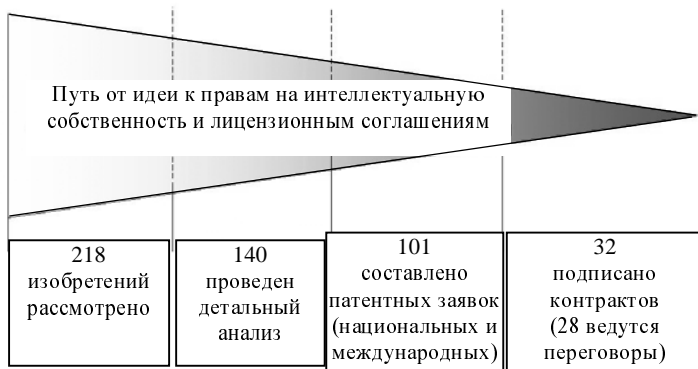 Путь от идеи к правам на интеллектуальную
собственность и лицензионным соглашениям
218
изобретений
рассмотрено
140
проведен
детальный
анализ
101
составлено
патентных заявок
(национальных и
международных)
32
подписано
контрактов
(28 ведутся
переговоры)